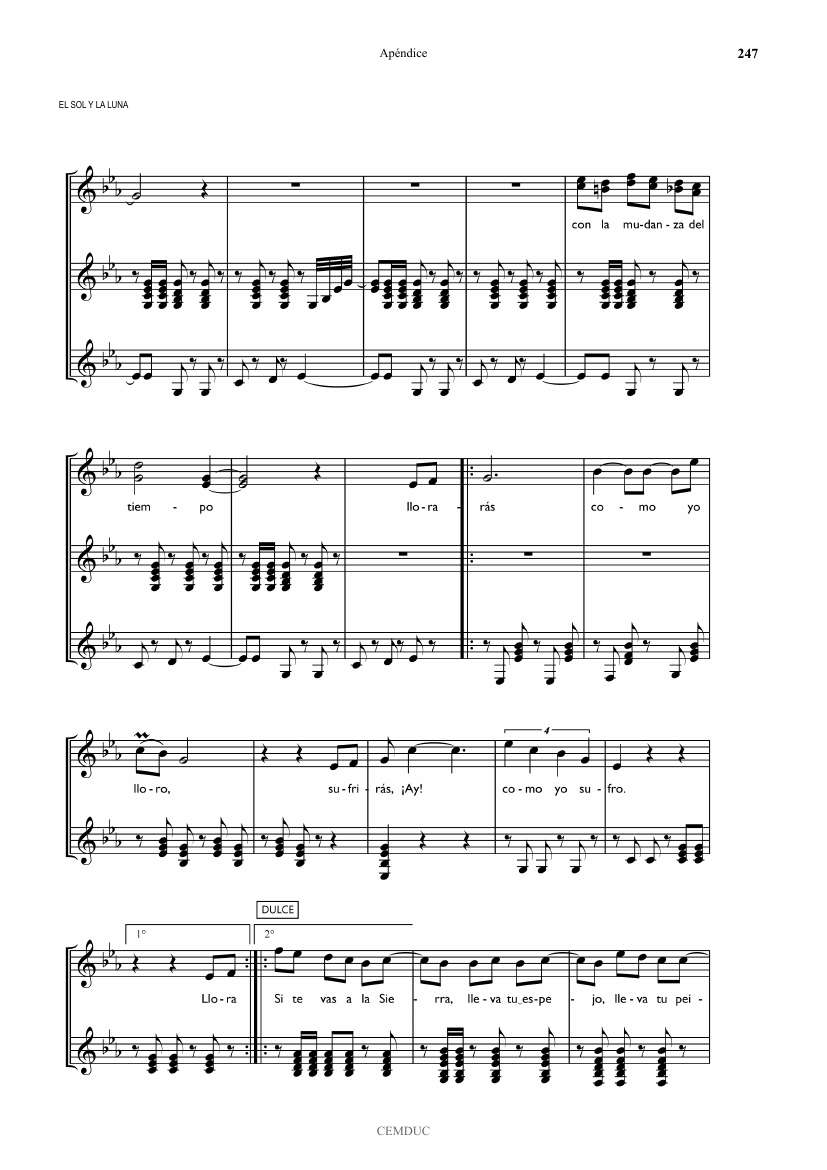 Apéndice 247
EL SOL Y LA LUNA
con la mu-dan - za del
tiem - po llo - ra - rás co - mo yo
4
llo - ro, su - fri - rás, ¡Ay! co - mo yo su - fro.
DULCE
1° 2°
Llo - ra Si te vas a la Sie - rra, lle - va tu es - pe - jo, lle - va tu pei -
CEMDUC